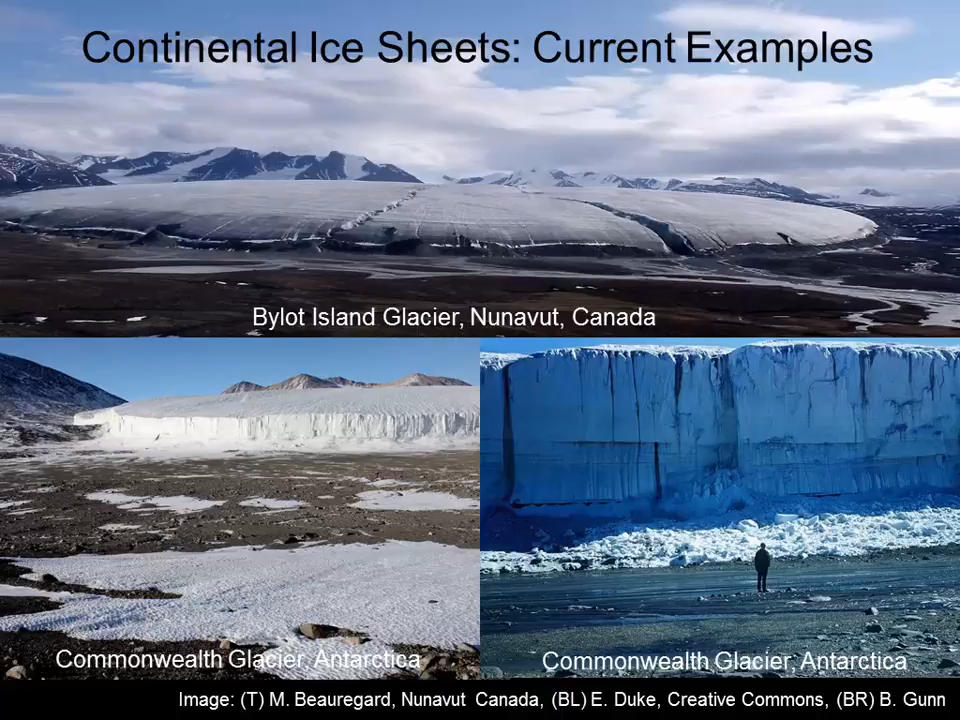 Continental Ice Sheets: Current Examples
Bylot Island Glacier, Nunavut, Canada
Commonwealth Glacier, Antarctica
Commonwealth Glacier, Antarctica
Image: (T) M. Beauregard, Nunavut Canada, (BL) E. Duke, Creative Commons, (BR) B. Gunn